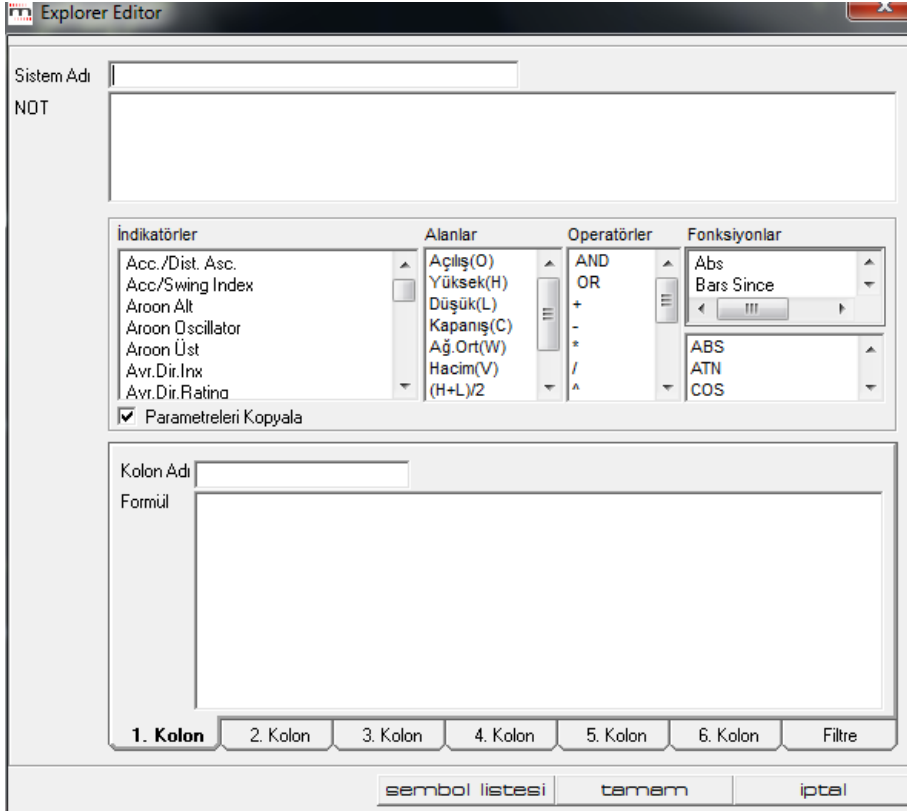 Explorer Editor
Sistem Adı
NOT
İndikatörler
Alanlar
Operatörler
Fonksiyonlar
Acc./Dist. Asc.
Acc/Swing Index
Aroon Alt
Aroon Oscillator
Aroon Üst
Avr.Dir.Inx
Avr.Dir.Rating
Açılış(O)
Yüksek(H)
Düşük(L)
Kapanış(C)
Ağ.Ort(W)
Hacim(V)
(H+L)/2
AND
OR
+
-
*
/
^
Abs
Bars Since
ABS
ATN
COS
Parametreleri Kopyala
Kolon Adı
Formül
1. Kolon 2. Kolon 3. Kolon 4. Kolon 5. Kolon 6. Kolon Filtre
sembol listesi tamam iptal